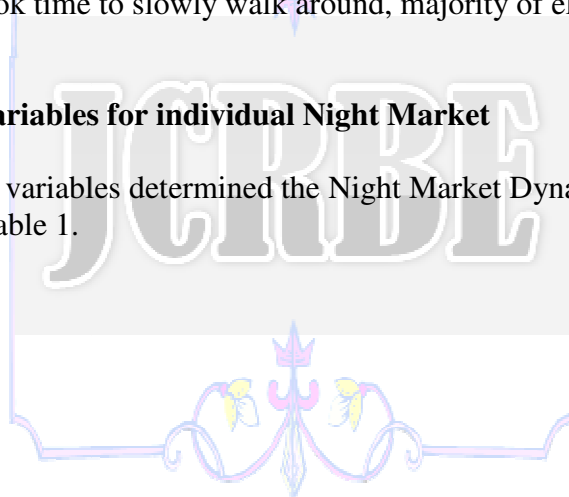 ok time to slowly walk around, majority of el
ariables for individual Night Market
variables determined the Night Market Dyna
able 1.
JCRBE